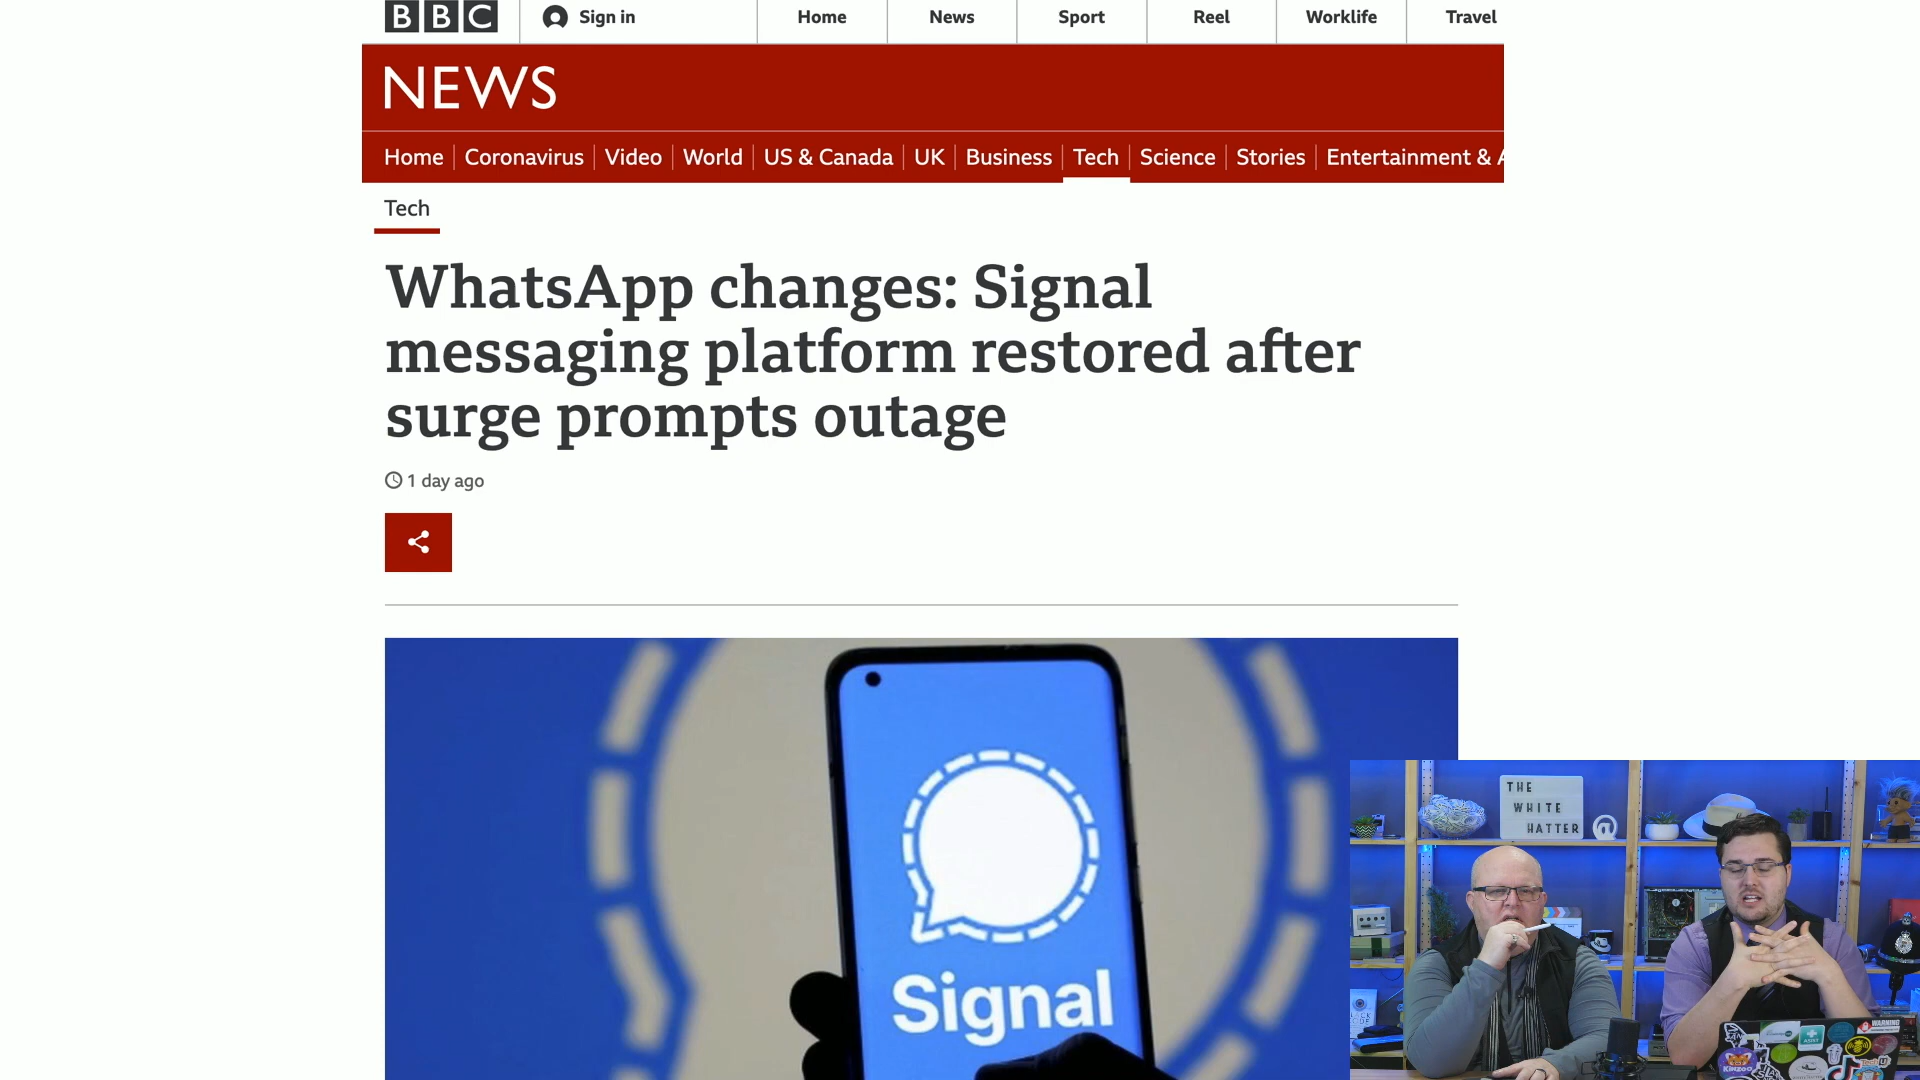 BBC
Sign in
Home
News
Sport
Reel
Worklife
Travel
NEWS
Home
Coronavirus
Video
World
US & Canada
UK
Business
Tech
Science
Stories
Entertainment & A
Tech
WhatsApp changes: Signal
messaging platform restored after
surge prompts outage
1 day ago
Signal
THE
WHITE
HATTER
WARNING
KINZOO